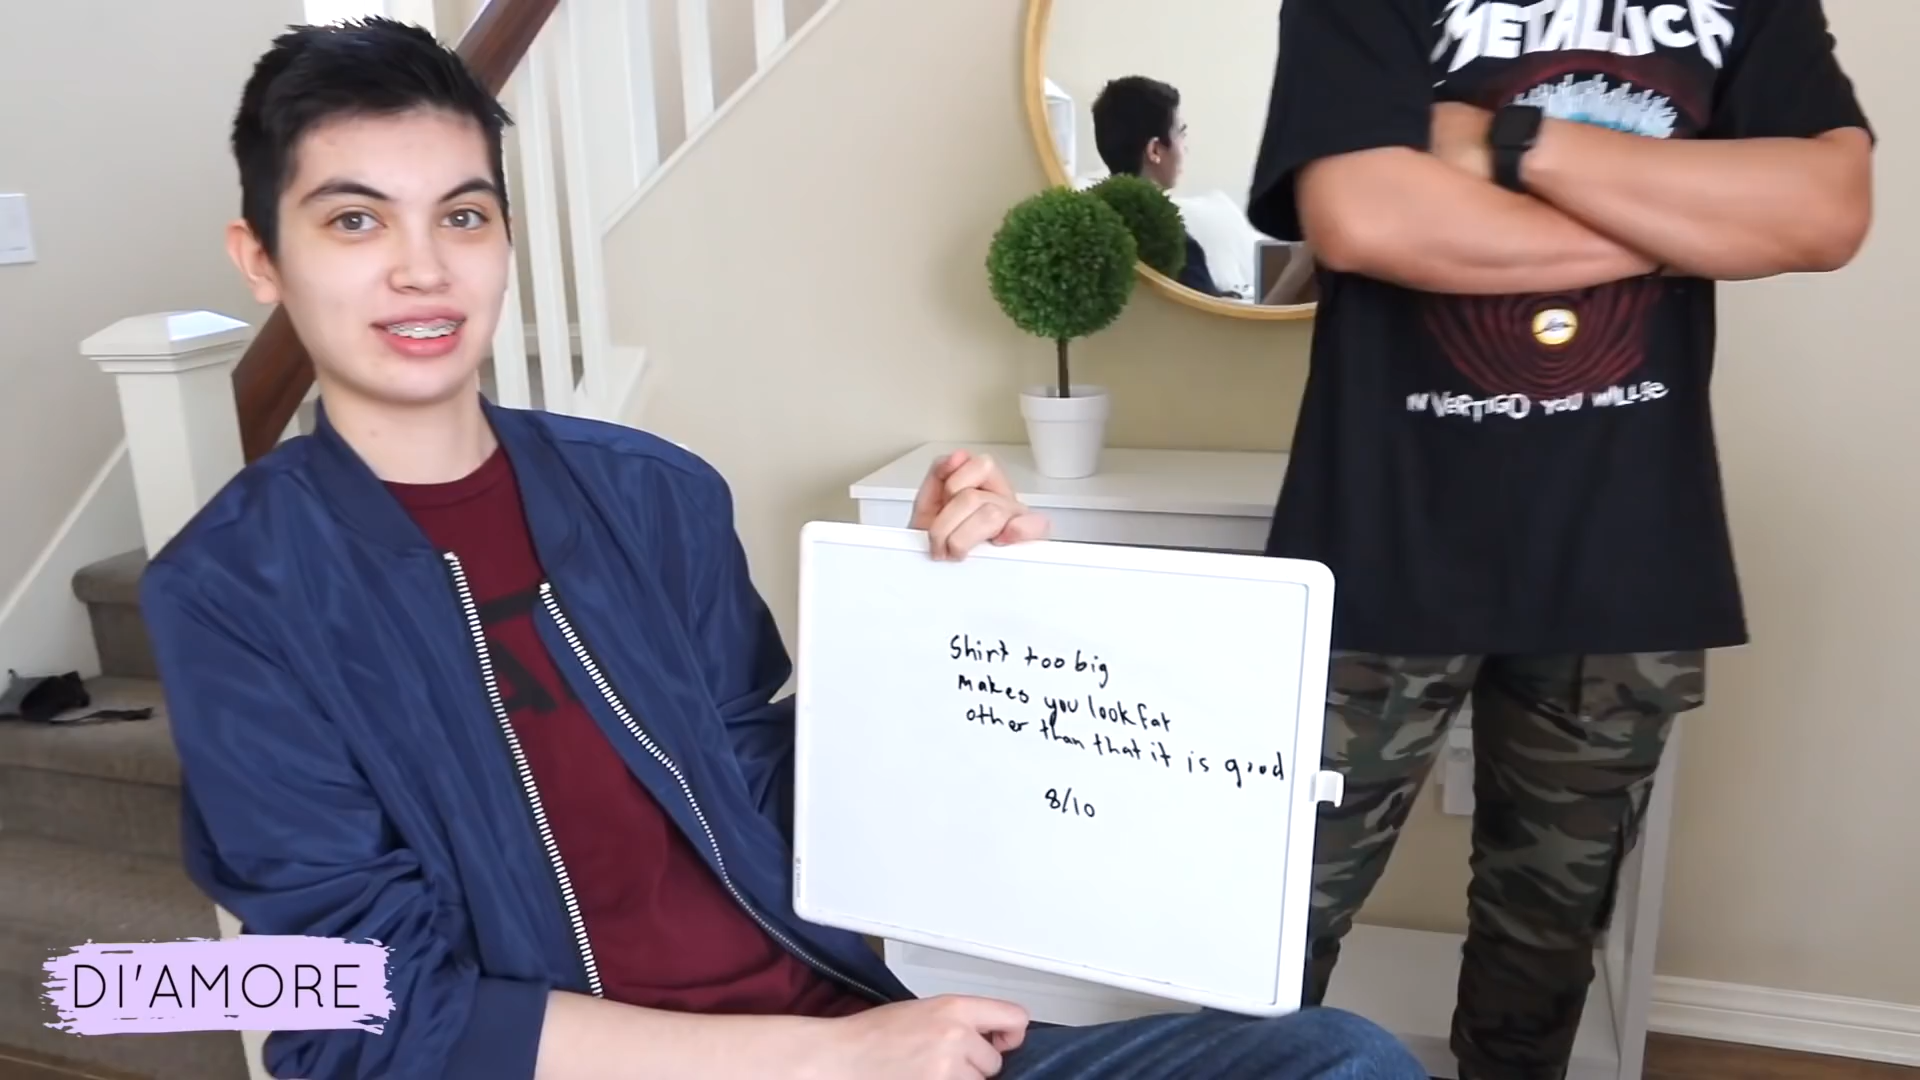 METALLICA
IN VERTIGO YOU WILL BE
Shirt too big
makes you look fat
other than that it is good
8/10
DI'AMORE